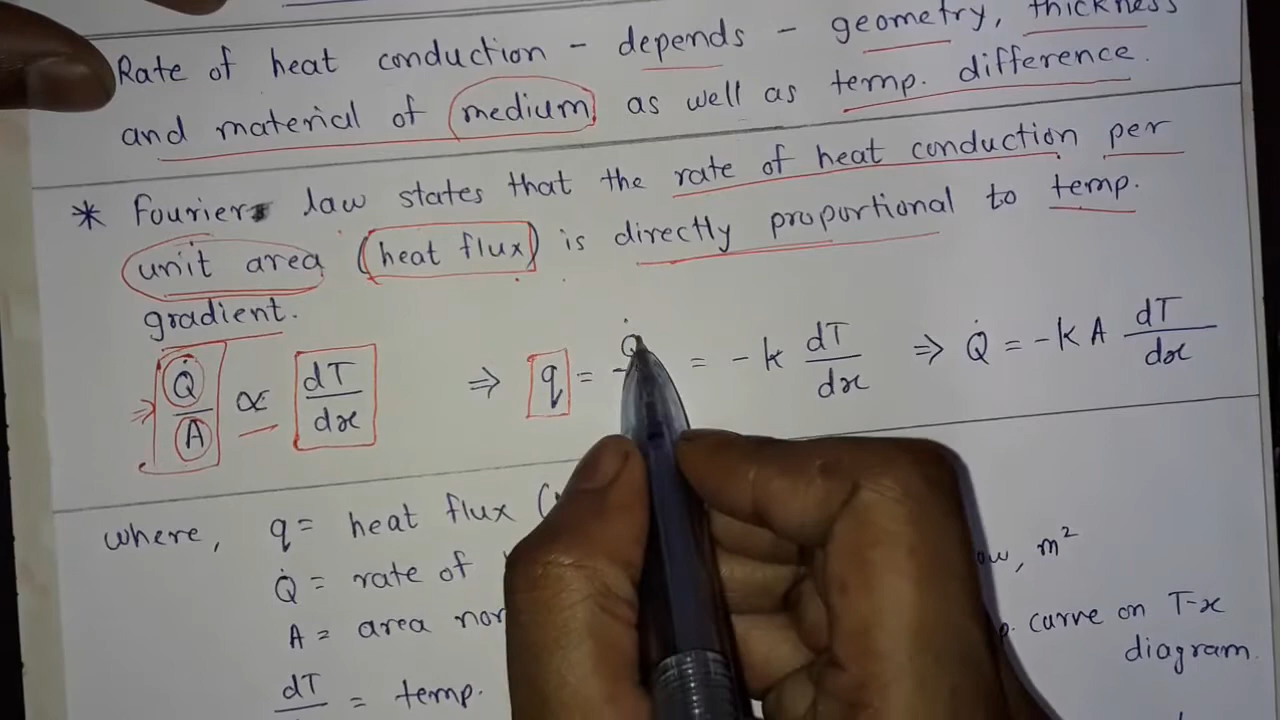 Rate of heat conduction - depends - geometry, thickness
and material of medium as well as temp. difference.
* Fourier law states that the rate of heat conduction per
unit area (heat flux) is directly proportional to temp.
gradient.
⇒ Q̇/A ∝ dT/dx ⇒ q = Q̇ = -k dT/dx ⇒ Q̇ = -kA dT/dx
where, q = heat flux (
Q̇ = rate of
A = area m²
curve on T-x
diagram.
dT = temp.